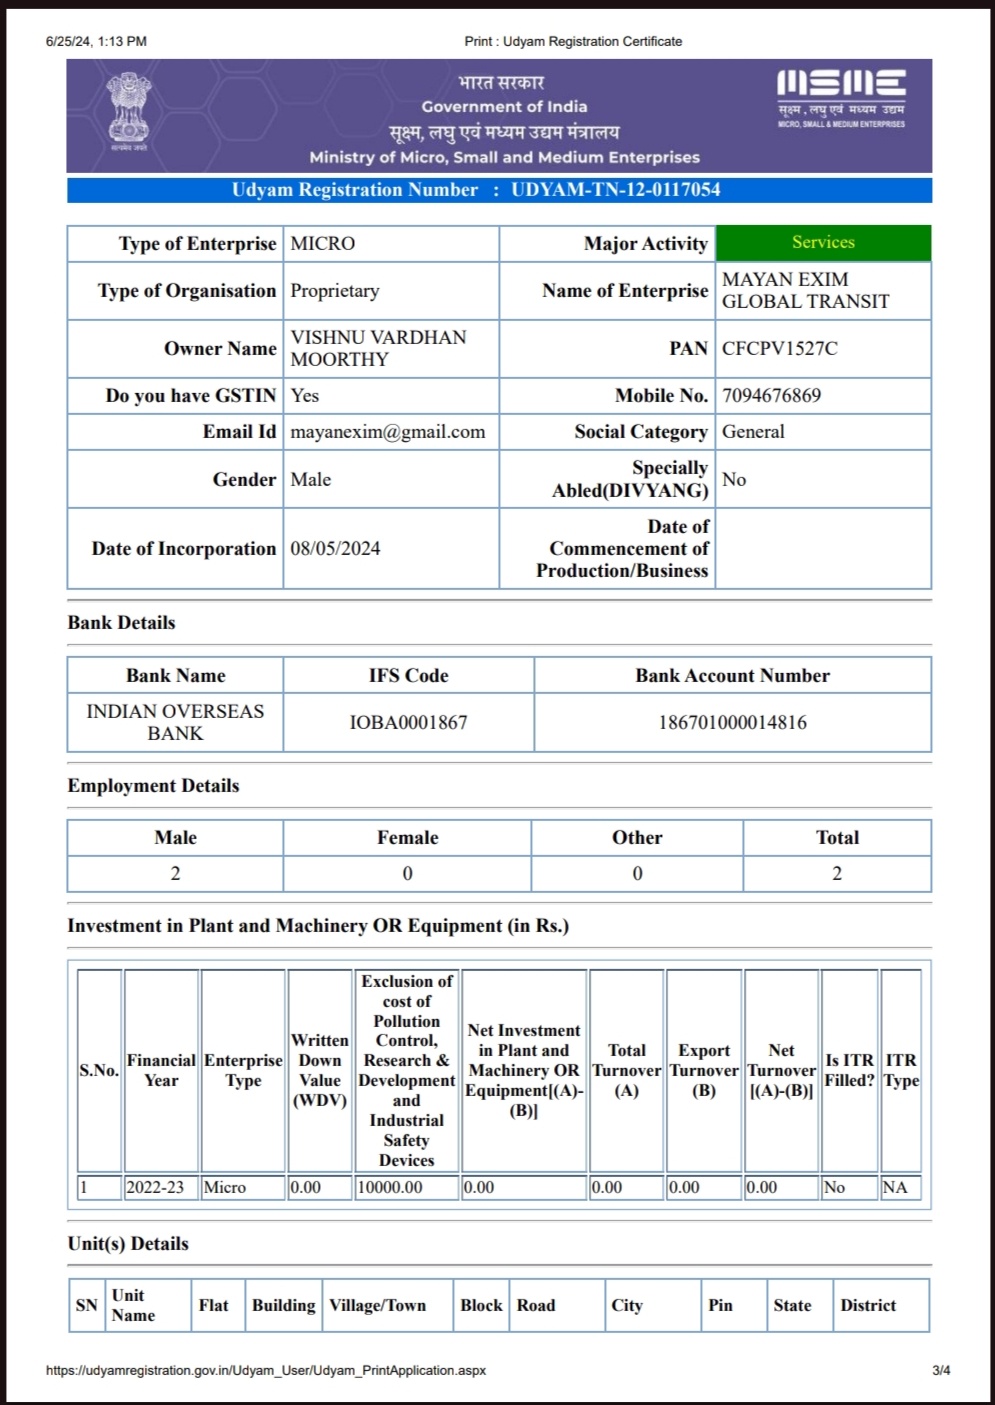 6/25/24, 1:13 PM
Print : Udyam Registration Certificate
भारत सरकार
Government of India
सूक्ष्म, लघु एवं मध्यम उद्यम मंत्रालय
Ministry of Micro, Small and Medium Enterprises
सत्यमेव जयते
MSME
सूक्ष्म , लघु एवं मध्यम उद्यम
MICRO, SMALL & MEDIUM ENTERPRISES
Udyam Registration Number : UDYAM-TN-12-0117054
Type of Enterprise MICRO Major Activity Services
Type of Organisation Proprietary Name of Enterprise MAYAN EXIM
GLOBAL TRANSIT
Owner Name VISHNU VARDHAN
MOORTHY
PAN CFCPV1527C
Do you have GSTIN Yes Mobile No. 7094676869
Email Id mayanexim@gmail.com Social Category General
Gender Male Specially
Abled(DIVYANG) No
Date of Incorporation 08/05/2024 Date of
Commencement of
Production/Business
Bank Details
Bank Name IFS Code Bank Account Number
INDIAN OVERSEAS
BANK
IOBA0001867 186701000014816
Employment Details
Male Female Other Total
2 0 0 2
Investment in Plant and Machinery OR Equipment (in Rs.)
S.No.
Financial
Year
Enterprise
Type
Written
Down
Value
(WDV)
Exclusion of
cost of
Pollution
Control,
Research &
Development
and
Industrial
Safety
Devices
Net Investment
in Plant and
Machinery OR
Equipment[(A)-
(B)]
Total
Turnover
(A)
Export
Turnover
(B)
Net
Turnover
[(A)-(B)]
Is ITR
Filled?
ITR
Type
1 2022-23 Micro 0.00 10000.00 0.00 0.00 0.00 0.00 No NA
Unit(s) Details
SN Unit
Name Flat Building Village/Town Block Road City Pin State District
https://udyamregistration.gov.in/Udyam_User/Udyam_PrintApplication.aspx
3/4